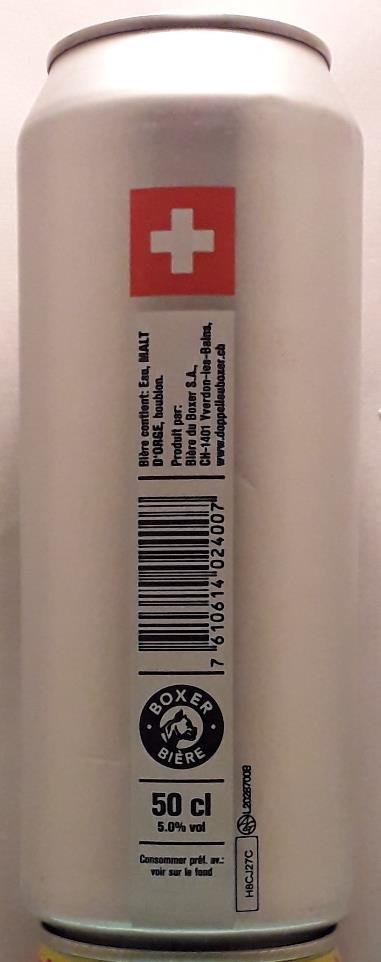 Bière contient: Eau, MALT
D'ORGE, houblon.
Produit par:
Bière du Boxer S.A.,
CH-1401 Yverdon-les-Bains,
www.doppelleuboxer.ch
7 610614 024007
BOXER
BIÈRE
50 cl
5.0% vol
Consommer préf. av.:
voir sur le fond
H8CJ27C
L20287008